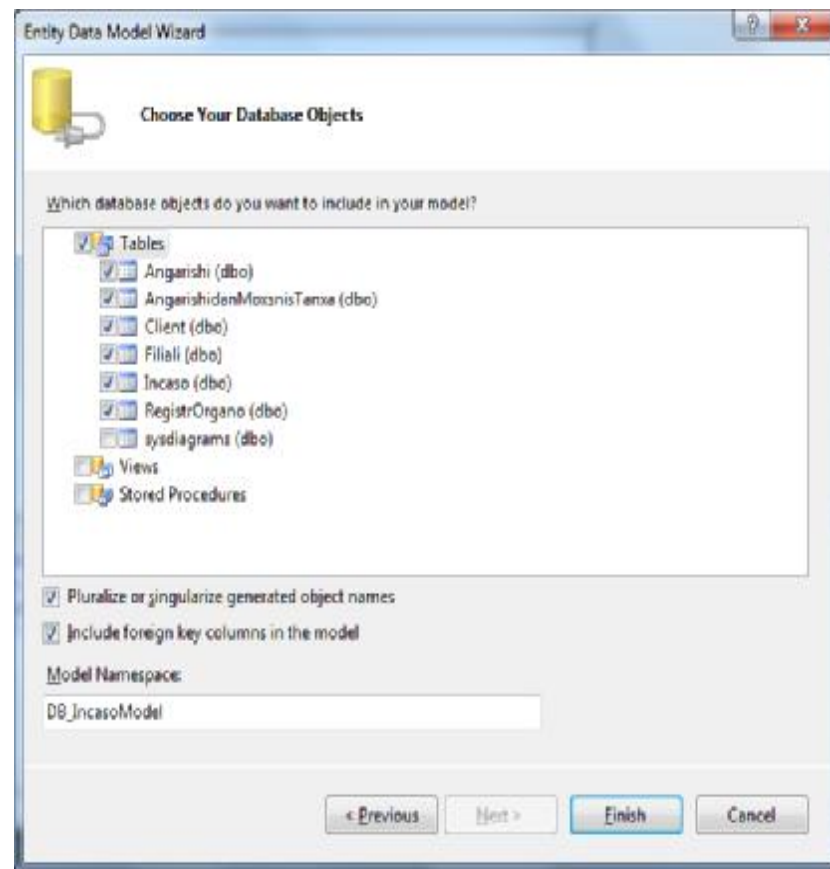 Entity Data Model Wizard
Choose Your Database Objects
Which database objects do you want to include in your model?
Tables
Angarishi (dbo)
AngarishidanMoxsnisTanxa (dbo)
Client (dbo)
Filiali (dbo)
Incaso (dbo)
RegistrOrgano (dbo)
sysdiagrams (dbo)
Views
Stored Procedures
Pluralize or singularize generated object names
Include foreign key columns in the model
Model Namespace:
DB_IncasoModel
< Previous
Next >
Finish
Cancel